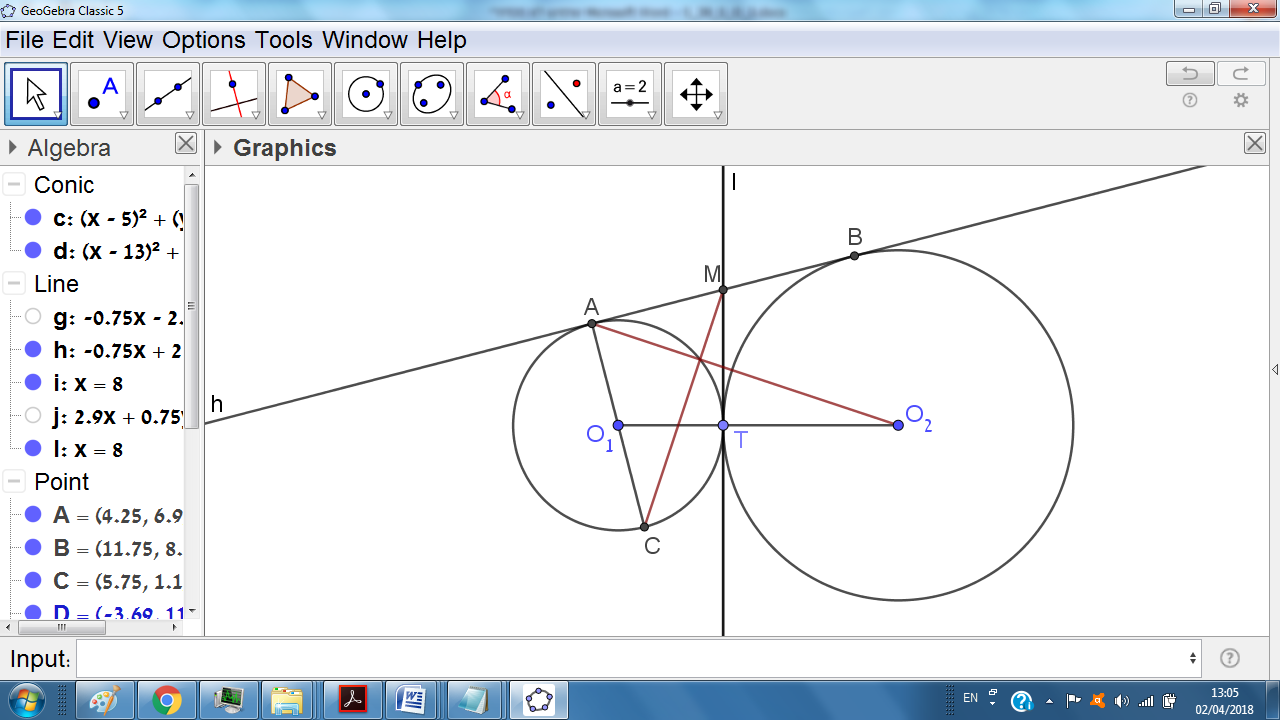 GeoGebra Classic 5
File Edit View Options Tools Window Help
A
α
a = 2
Algebra
Graphics
Conic
c: (x - 5)² + (y
d: (x - 13)² +
Line
g: -0.75x - 2.
h: -0.75x + 2
i: x = 8
j: 2.9x + 0.75y
l: x = 8
Point
A = (4.25, 6.9
B = (11.75, 8.
C = (5.75, 1.1
D = (-3.69, 11
l
B
M
A
h
O₁
T
O₂
C
Input:
EN
13:05
02/04/2018